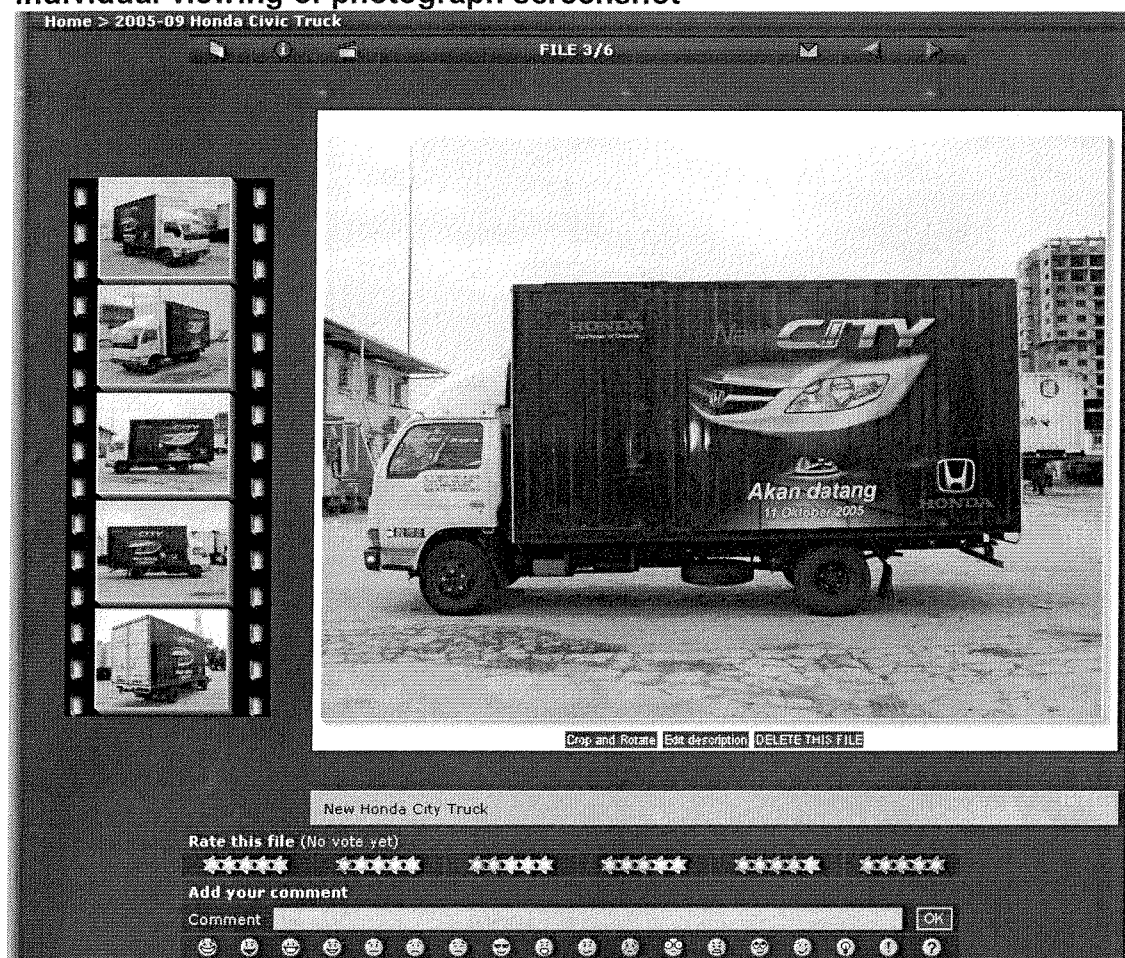 Individual viewing of photograph screenshot
Home > 2005-09 Honda Civic Truck
FILE 3/6
HONDA
New CITY
Akan datang
11 Oktober 2005
HONDA
Crop and Rotate Edit description DELETE THIS FILE
New Honda City Truck
Rate this file (No vote yet)
Add your comment
Comment
OK